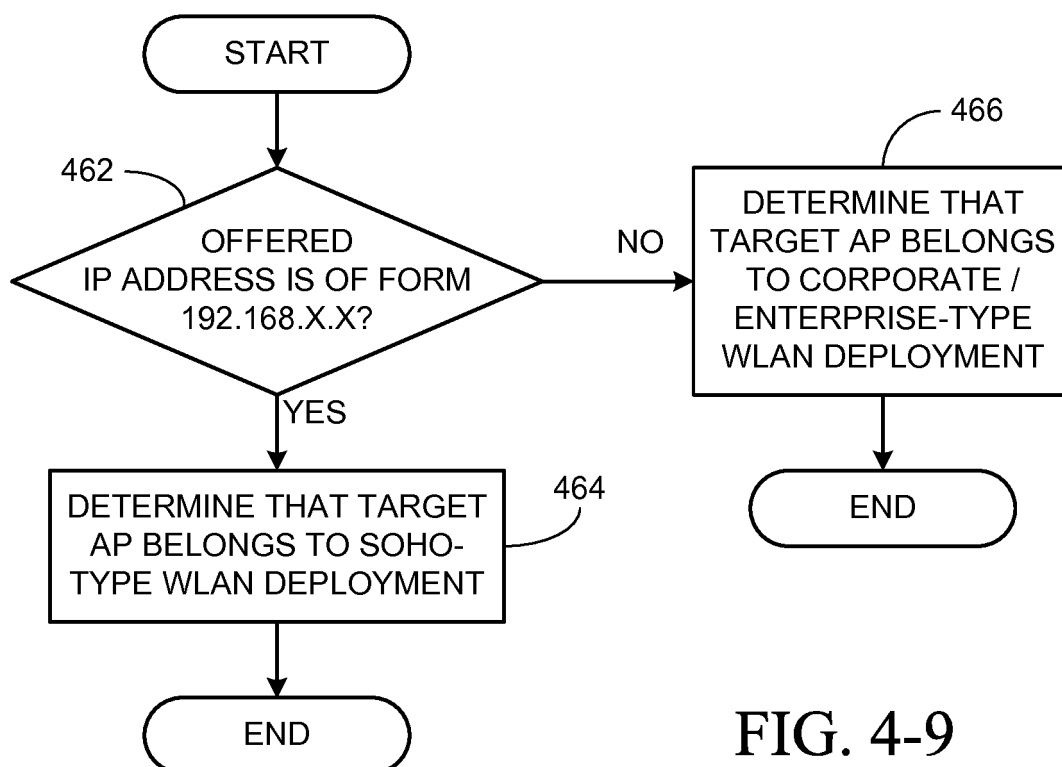 START
462
OFFERED
IP ADDRESS IS OF FORM
192.168.X.X?
NO
YES
466
DETERMINE THAT
TARGET AP BELONGS
TO CORPORATE /
ENTERPRISE-TYPE
WLAN DEPLOYMENT
END
464
DETERMINE THAT TARGET
AP BELONGS TO SOHO-
TYPE WLAN DEPLOYMENT
END
FIG. 4-9